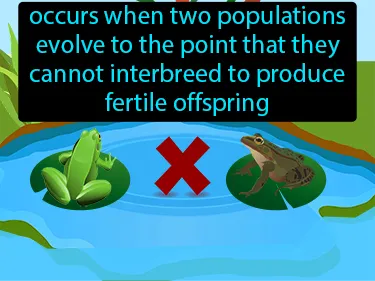 occurs when two populations
evolve to the point that they
cannot interbreed to produce
fertile offspring